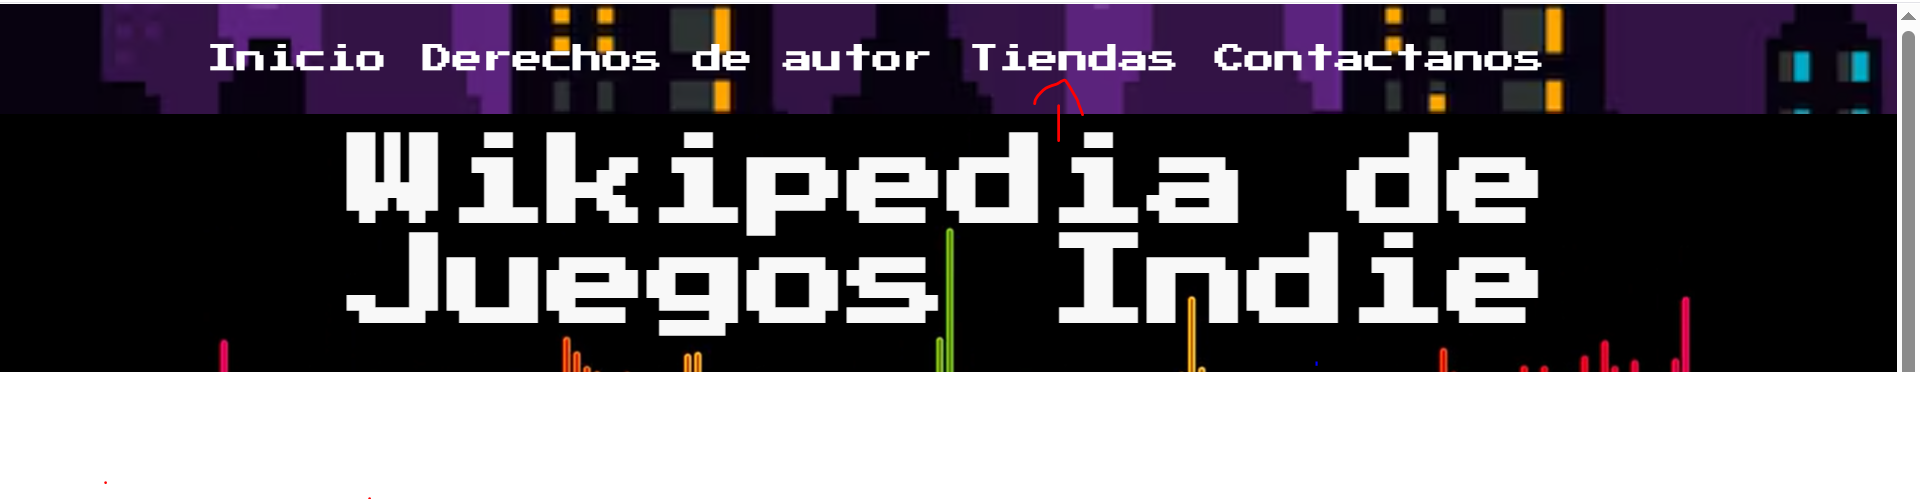 Inicio Derechos de autor Tiendas Contactanos
Wikipedia de
Juegos Indie